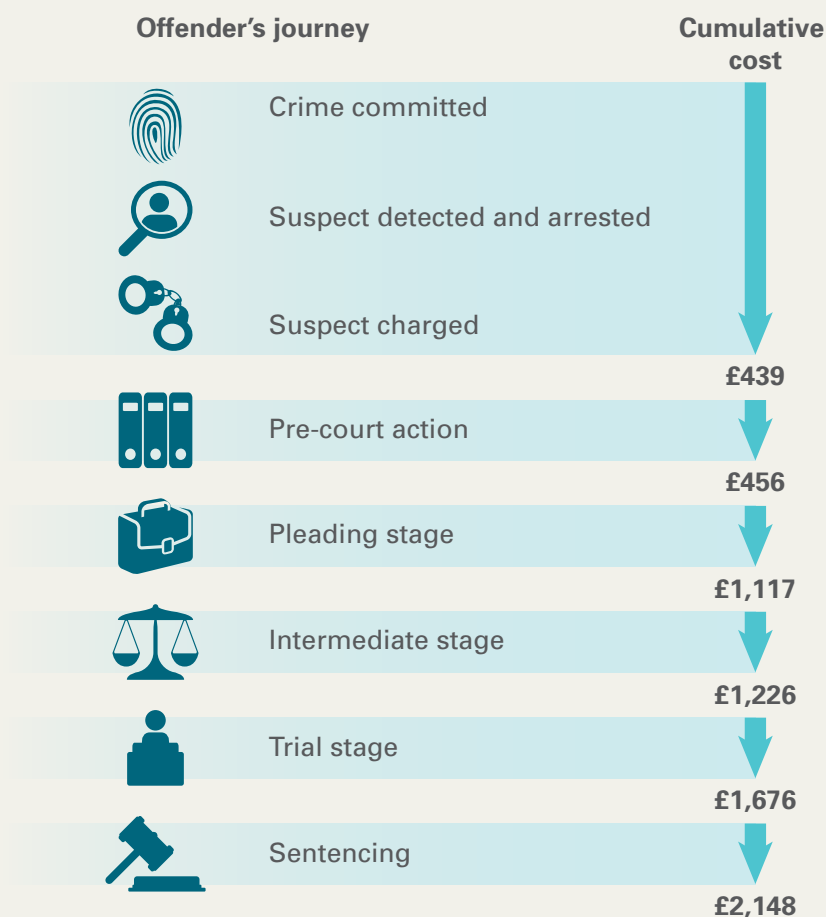 Offender’s journey
Cumulative
cost
Crime committed
Suspect detected and arrested
Suspect charged
£439
Pre-court action
£456
Pleading stage
£1,117
Intermediate stage
£1,226
Trial stage
£1,676
Sentencing
£2,148